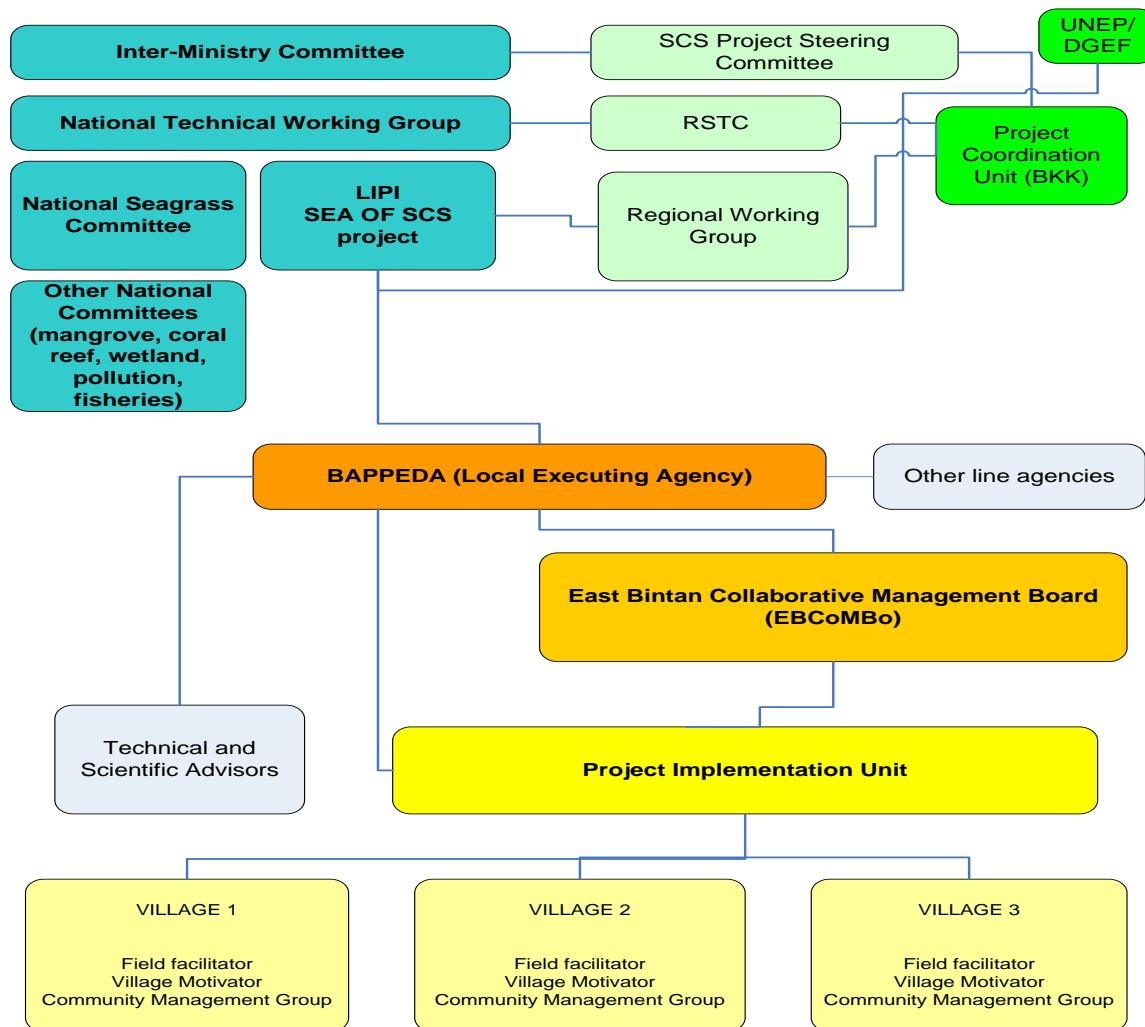 Inter-Ministry Committee
SCS Project Steering
Committee
UNEP/
DGEF
National Technical Working Group
RSTC
Project
Coordination
Unit (BKK)
National Seagrass
Committee
LIPI
SEA OF SCS
project
Regional Working
Group
Other National
Committees
(mangrove, coral
reef, wetland,
pollution,
fisheries)
BAPPEDA (Local Executing Agency)
Other line agencies
East Bintan Collaborative Management Board
(EBCoMBo)
Technical and
Scientific Advisors
Project Implementation Unit
VILLAGE 1
Field facilitator
Village Motivator
Community Management Group
VILLAGE 2
Field facilitator
Village Motivator
Community Management Group
VILLAGE 3
Field facilitator
Village Motivator
Community Management Group